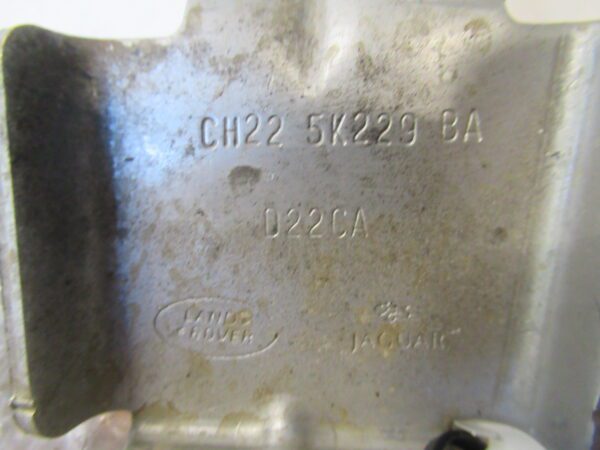 CH22 5K229 BA
D22CA
LAND
ROVER
JAGUAR